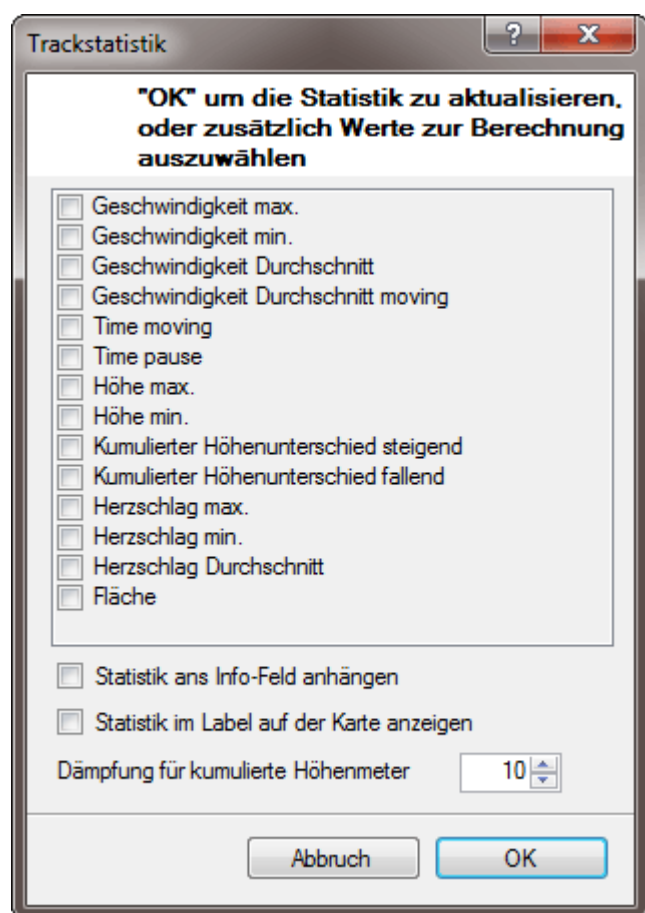 Trackstatistik
"OK" um die Statistik zu aktualisieren,
oder zusätzlich Werte zur Berechnung
auszuwählen
Geschwindigkeit max.
Geschwindigkeit min.
Geschwindigkeit Durchschnitt
Geschwindigkeit Durchschnitt moving
Time moving
Time pause
Höhe max.
Höhe min.
Kumulierter Höhenunterschied steigend
Kumulierter Höhenunterschied fallend
Herzschlag max.
Herzschlag min.
Herzschlag Durchschnitt
Fläche
Statistik ans Info-Feld anhängen
Statistik im Label auf der Karte anzeigen
Dämpfung für kumulierte Höhenmeter 10
Abbruch OK